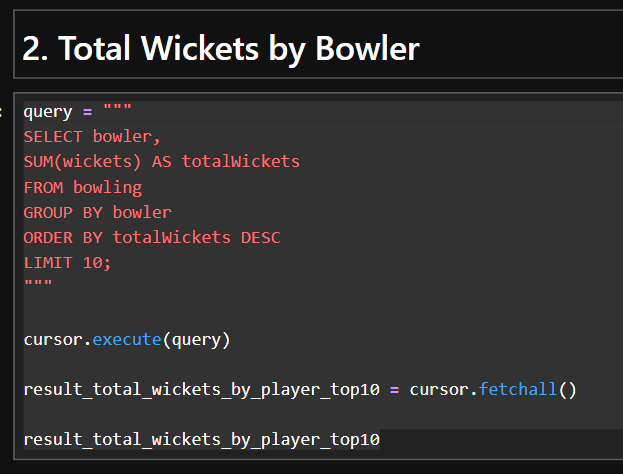 2. Total Wickets by Bowler
:
query = """
SELECT bowler,
SUM(wickets) AS totalWickets
FROM bowling
GROUP BY bowler
ORDER BY totalWickets DESC
LIMIT 10;
"""
cursor.execute(query)
result_total_wickets_by_player_top10 = cursor.fetchall()
result_total_wickets_by_player_top10